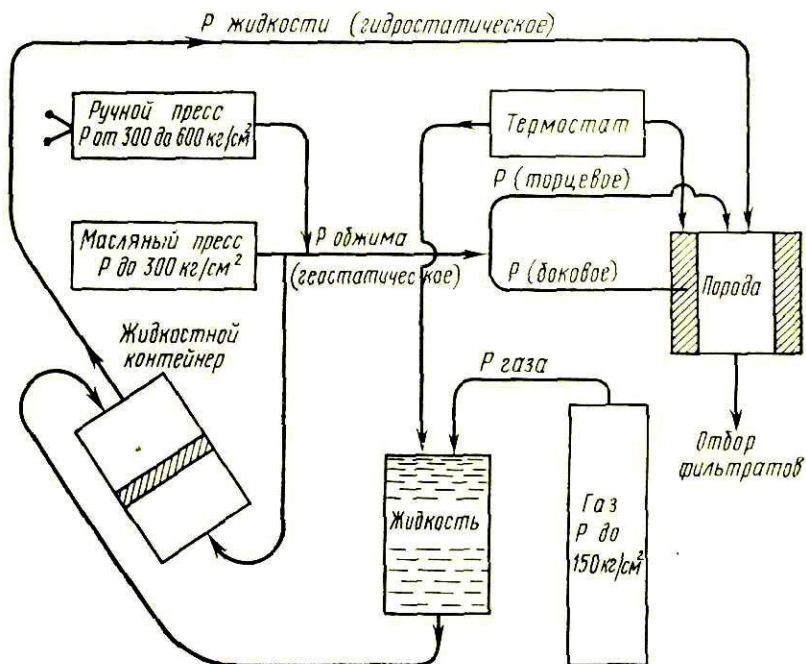 P жидкости (гидростатическое)
Ручной пресс
P от 300 до 600 кг/см²
Термостат
P (торцевое)
Масляный пресс
P до 300 кг/см²
P обжима
(геостатическое)
P (боковое)
Порода
Жидкостной
контейнер
P газа
Отбор
фильтратов
Жидкость
Газ
P до
150 кг/см²